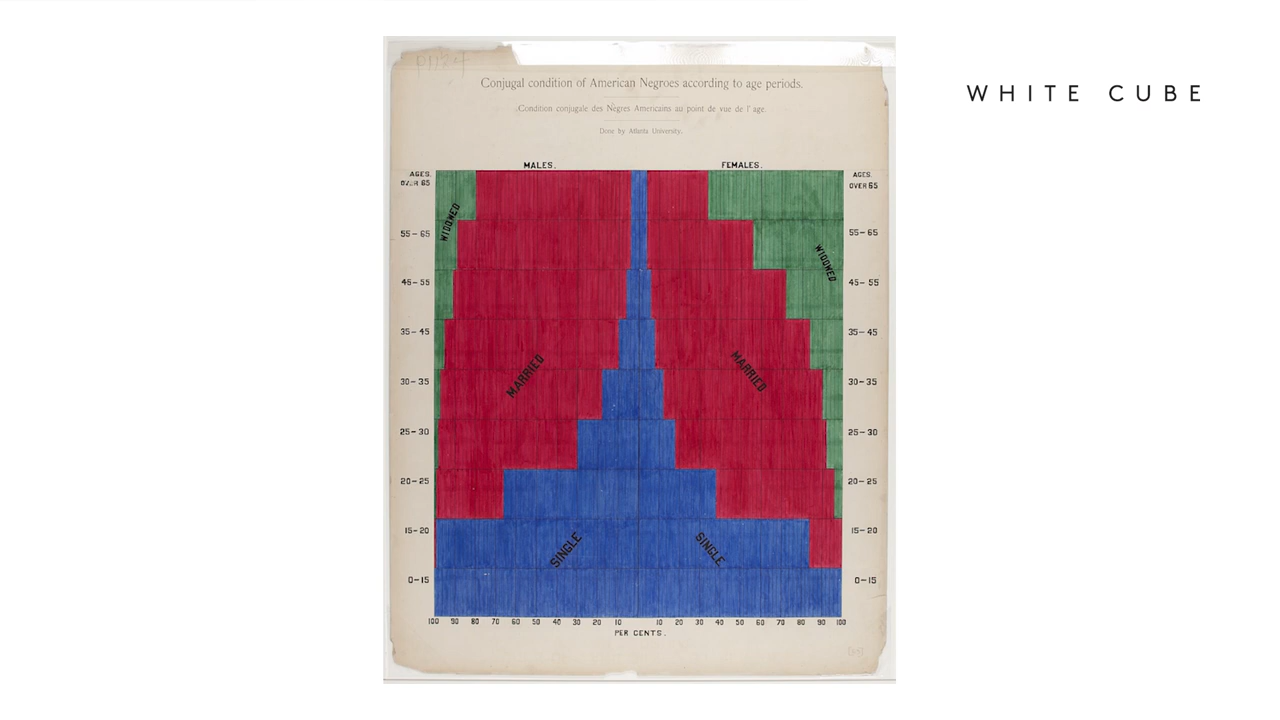 WHITE CUBE
Conjugal condition of American Negroes according to age periods.
Condition conjugale des Negres Americains au point de vue de l' age.
Done by Atlanta University.
MALES. FEMALES.
AGES. AGES.
OVER 65 OVER 65
WIDOWED WIDOWED
55-65 55-65
45-55 45-55
35-45 35-45
MARRIED MARRIED
30-35 30-35
25-30 25-30
20-25 20-25
15-20 15-20
SINGLE SINGLE
0-15 0-15
100 90 80 70 60 50 40 30 20 10 10 20 30 40 50 60 70 80 90 100
PER CENTS.